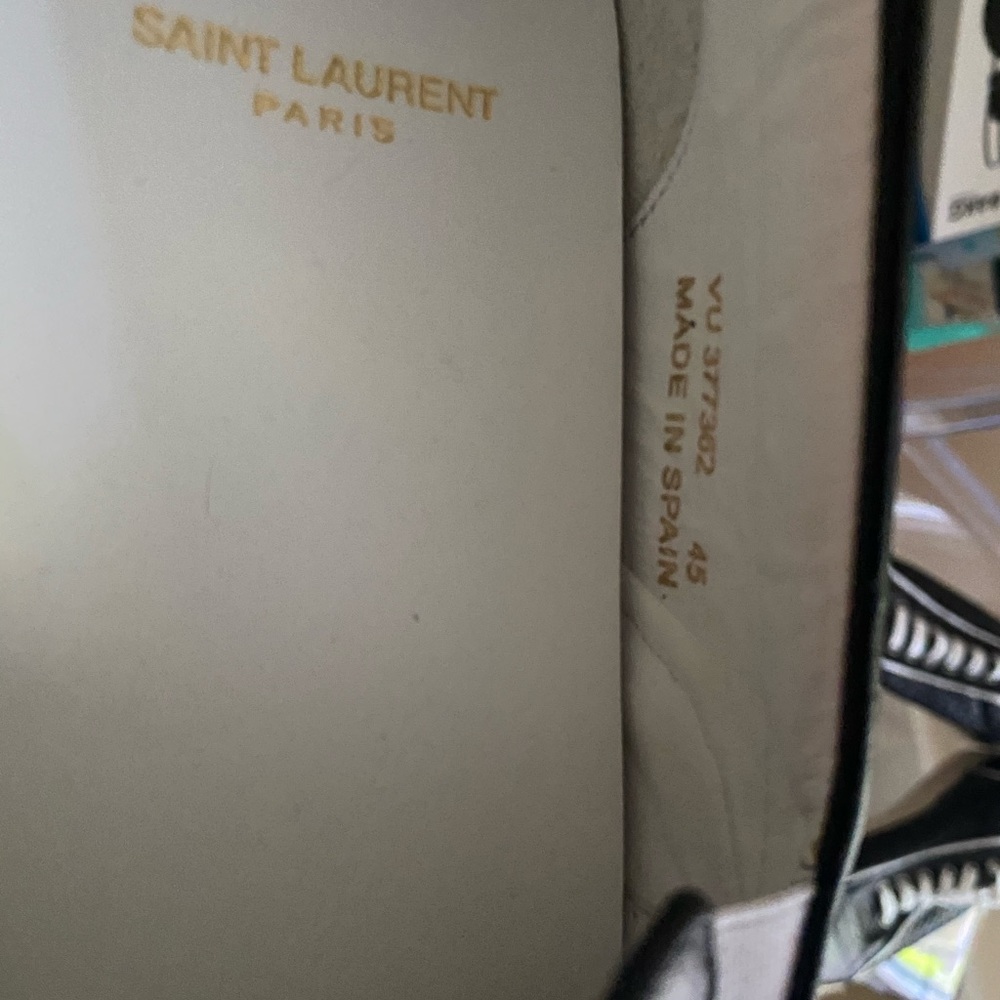 SAINT LAURENT
PARIS
VU 377362 45
MADE IN SPAIN.